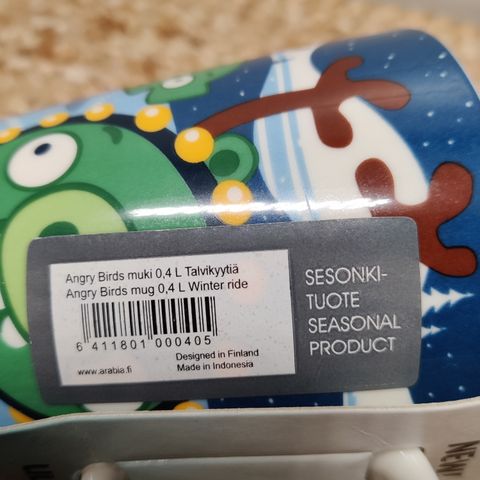 Angry Birds muki 0,4 L Talvikyytiä
Angry Birds mug 0,4 L Winter ride
6 411801 000405
Designed in Finland
www.arabia.fi Made in Indonesia
SESONKI-
TUOTE
SEASONAL
PRODUCT
NEW